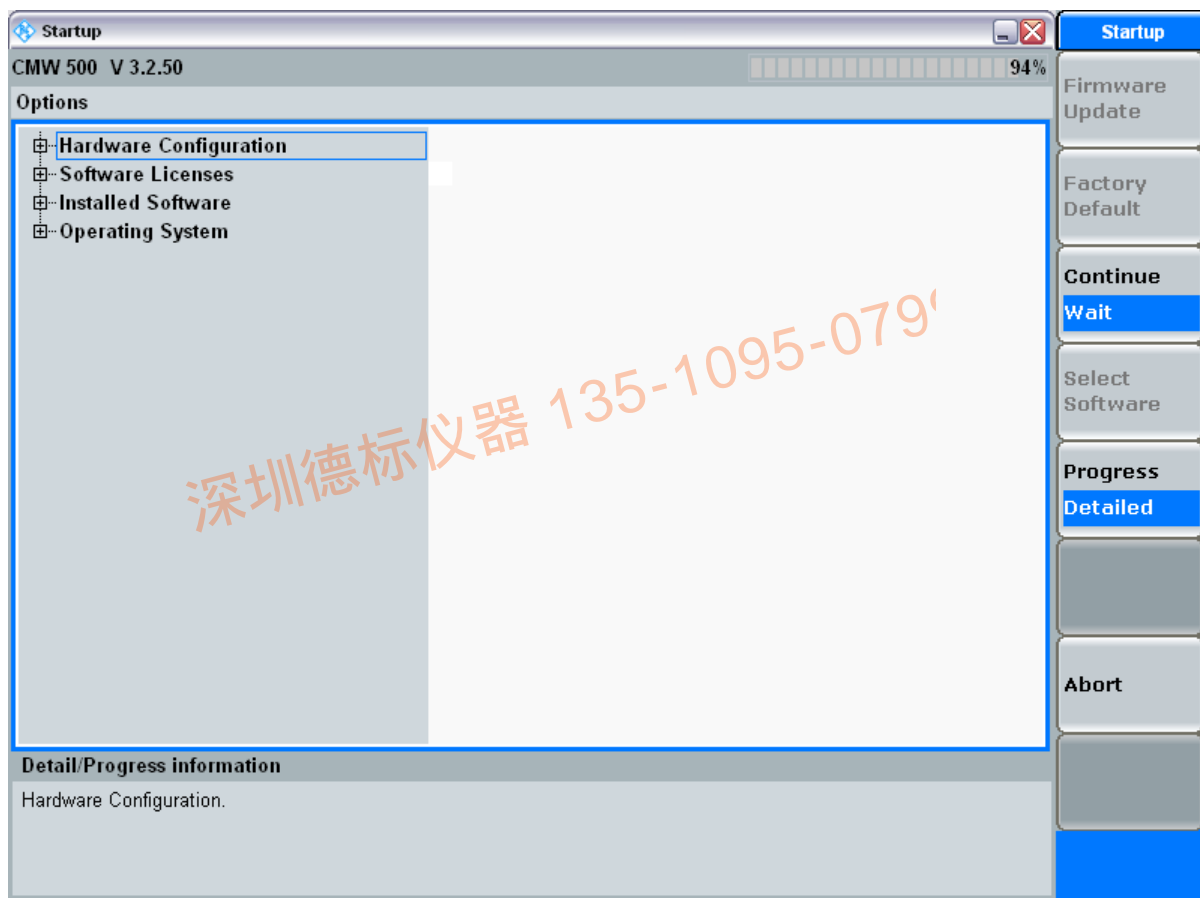 Startup
CMW 500 V 3.2.50
94%
Options
Hardware Configuration
Software Licenses
Installed Software
Operating System
深圳德标仪器 135-1095-079
Detail/Progress information
Hardware Configuration.
Startup
Firmware
Update
Factory
Default
Continue
Wait
Select
Software
Progress
Detailed
Abort